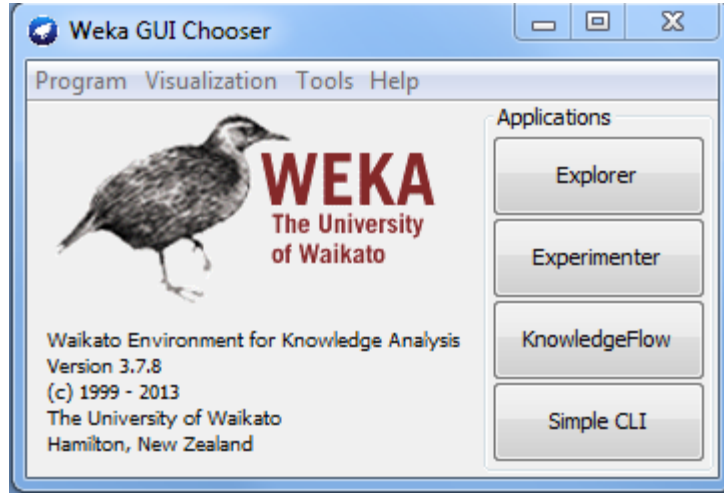 Weka GUI Chooser
Program Visualization Tools Help
WEKA
The University
of Waikato
Waikato Environment for Knowledge Analysis
Version 3.7.8
(c) 1999 - 2013
The University of Waikato
Hamilton, New Zealand
Applications
Explorer
Experimenter
KnowledgeFlow
Simple CLI